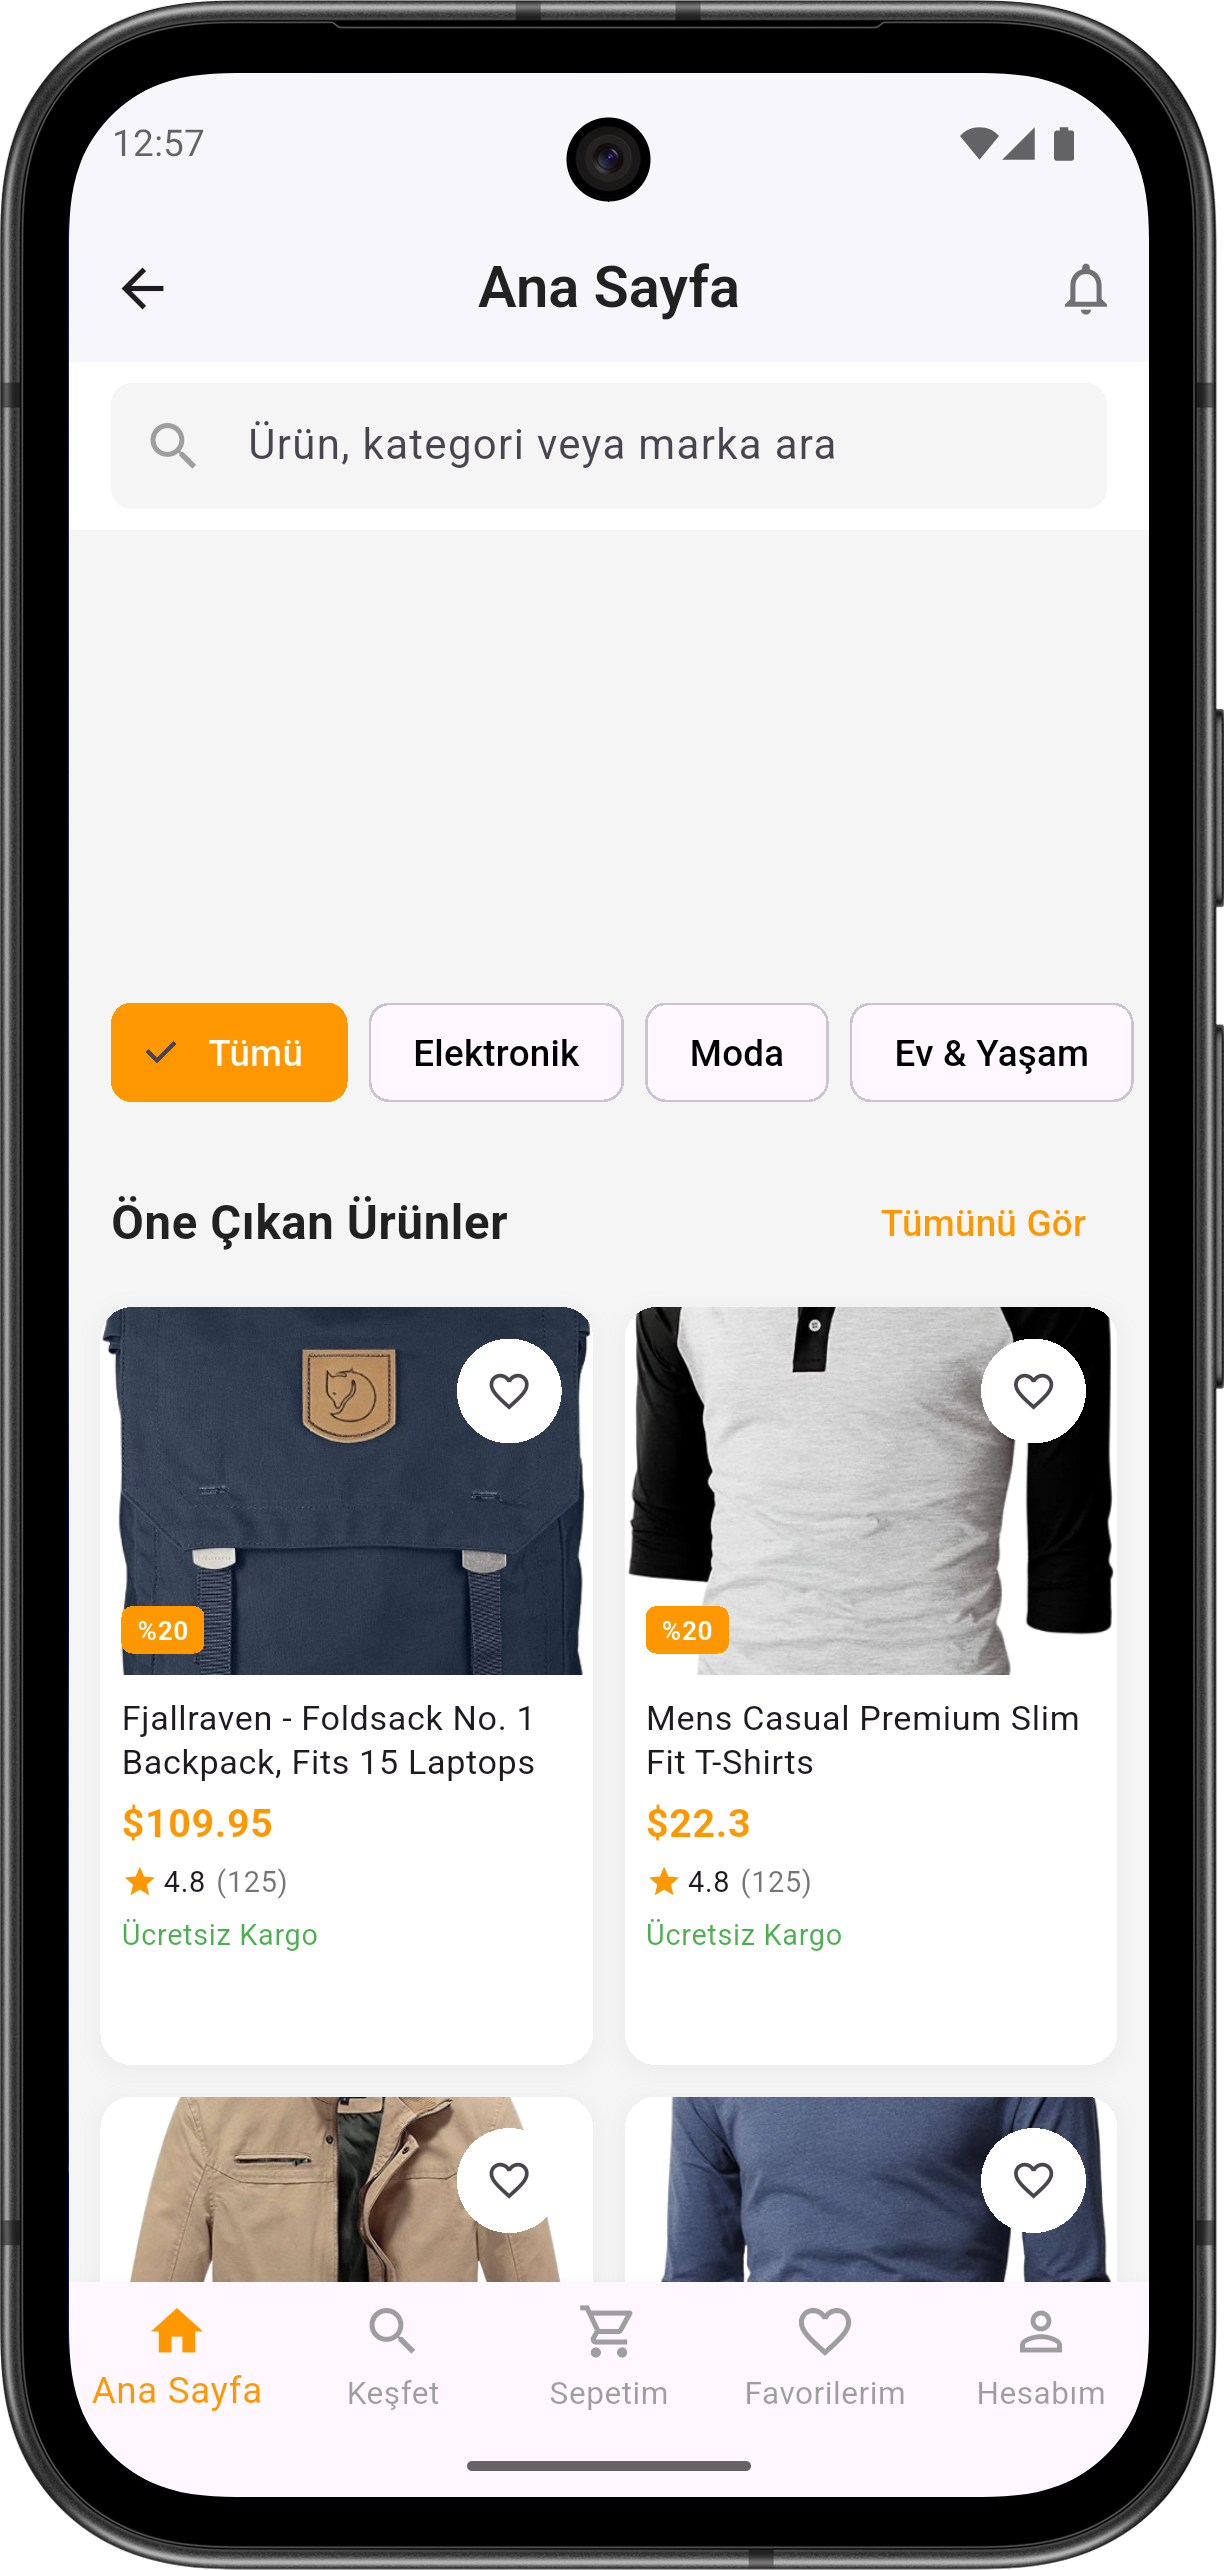 12:57
Ana Sayfa
Ürün, kategori veya marka ara
Tümü
Elektronik
Moda
Ev & Yaşam
Öne Çıkan Ürünler
Tümünü Gör
%20
%20
Fjallraven - Foldsack No. 1
Backpack, Fits 15 Laptops
$109.95
4.8 (125)
Ücretsiz Kargo
Mens Casual Premium Slim
Fit T-Shirts
$22.3
4.8 (125)
Ücretsiz Kargo
Ana Sayfa
Keşfet
Sepetim
Favorilerim
Hesabım